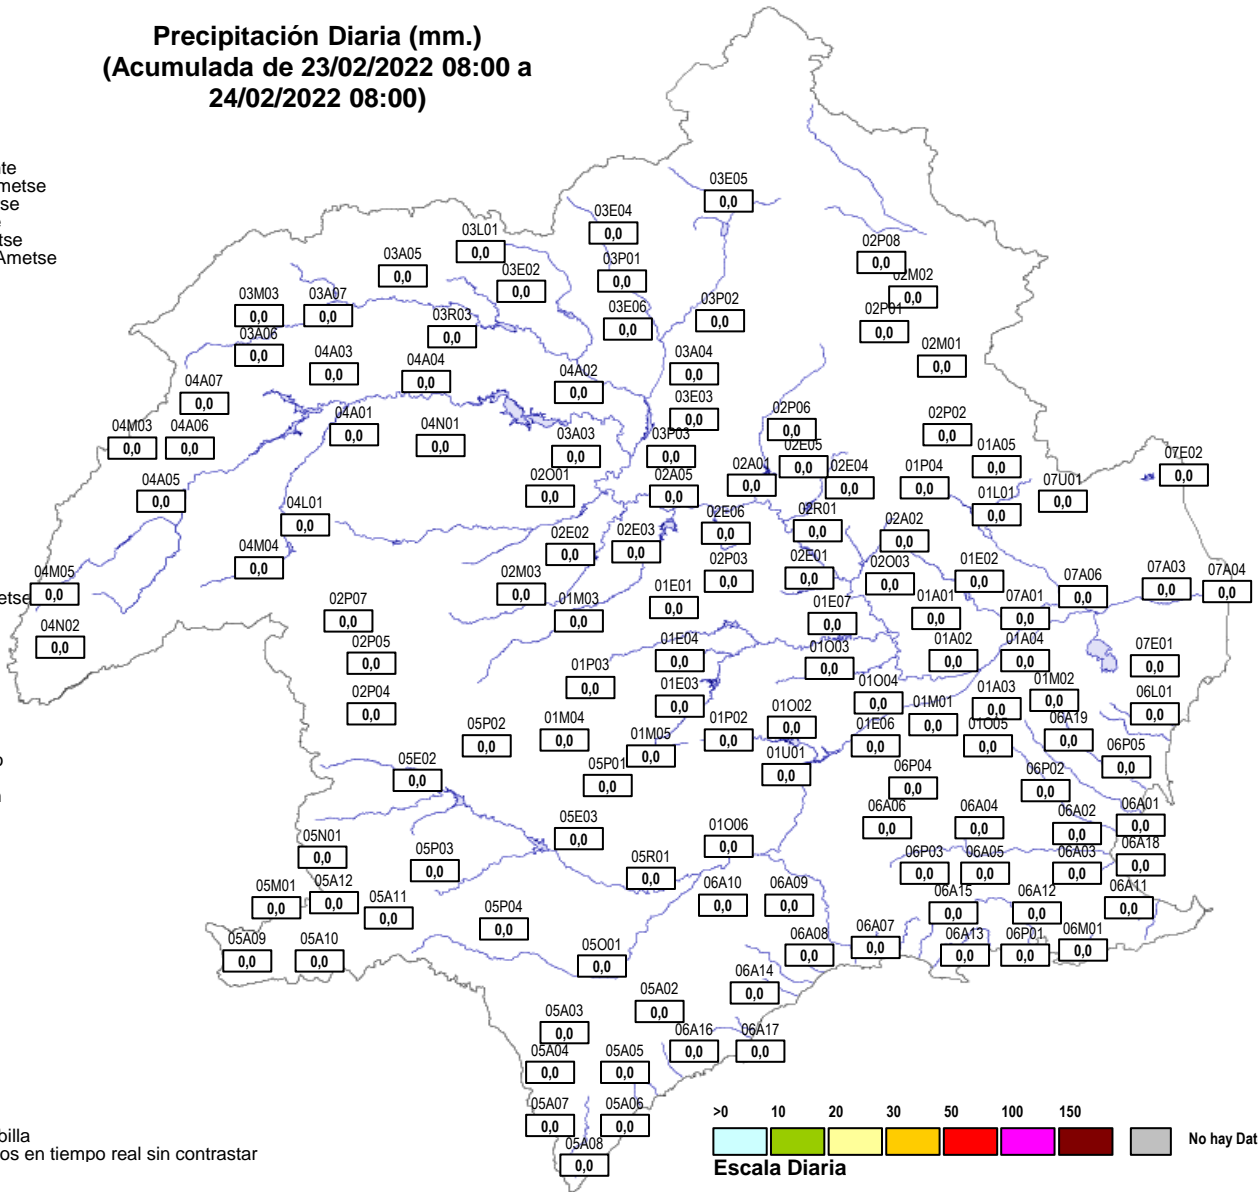 Precipitación Diaria (mm.)
(Acumulada de 23/02/2022 08:00 a
24/02/2022 08:00)
03E05
0,0
03E04
0,0
03L01
0,0
03A05
0,0
03P01
0,0
03E02
0,0
02P08
0,0
02M02
0,0
03M03
0,0
03A07
0,0
03R03
0,0
03E06
0,0
03P02
0,0
02P01
0,0
03A06
0,0
04A03
0,0
04A04
0,0
04A02
0,0
03A04
0,0
02M01
0,0
04A07
0,0
03E03
0,0
04M03
0,0
04A06
0,0
04A01
0,0
04N01
0,0
03A03
0,0
03P03
0,0
02P06
0,0
02E05
0,0
02P02
0,0
01A05
0,0
07E02
0,0
04A05
0,0
02O01
0,0
02A05
0,0
02A01
0,0
02E04
0,0
01P04
0,0
07U01
0,0
01L01
0,0
04L01
0,0
02E06
0,0
02R01
0,0
02A02
0,0
04M04
0,0
02E02
0,0
02E03
0,0
02P03
0,0
02E01
0,0
02O03
0,0
01E02
0,0
07A06
0,0
07A03
0,0
07A04
0,0
04M05
0,0
02M03
0,0
01M03
0,0
01E01
0,0
01E07
0,0
01A01
0,0
07A01
0,0
04N02
0,0
02P07
0,0
02P05
0,0
01E04
0,0
01O03
0,0
01A02
0,0
01A04
0,0
07E01
0,0
01P03
0,0
01E03
0,0
01O04
0,0
01A03
0,0
01M02
0,0
06L01
0,0
02P04
0,0
05P02
0,0
01M04
0,0
01M05
0,0
01P02
0,0
01O02
0,0
01E06
0,0
01M01
0,0
01O05
0,0
06A19
0,0
06P05
0,0
05E02
0,0
05P01
0,0
01U01
0,0
06P04
0,0
06P02
0,0
05E03
0,0
01O06
0,0
06A06
0,0
06A04
0,0
06A02
0,0
06A01
0,0
05N01
0,0
05P03
0,0
05R01
0,0
06P03
0,0
06A05
0,0
06A03
0,0
06A18
0,0
05M01
0,0
05A12
0,0
05A11
0,0
05P04
0,0
06A10
0,0
06A09
0,0
06A15
0,0
06A12
0,0
06A11
0,0
05A09
0,0
05A10
0,0
05O01
0,0
06A08
0,0
06A07
0,0
06A13
0,0
06P01
0,0
06M01
0,0
06A14
0,0
05A02
0,0
05A03
0,0
06A16
0,0
06A17
0,0
05A04
0,0
05A05
0,0
05A07
0,0
05A06
0,0
05A08
0,0
os en tiempo real sin contrastar
>0 10 20 30 50 100 150
No hay Dat
Escala Diaria